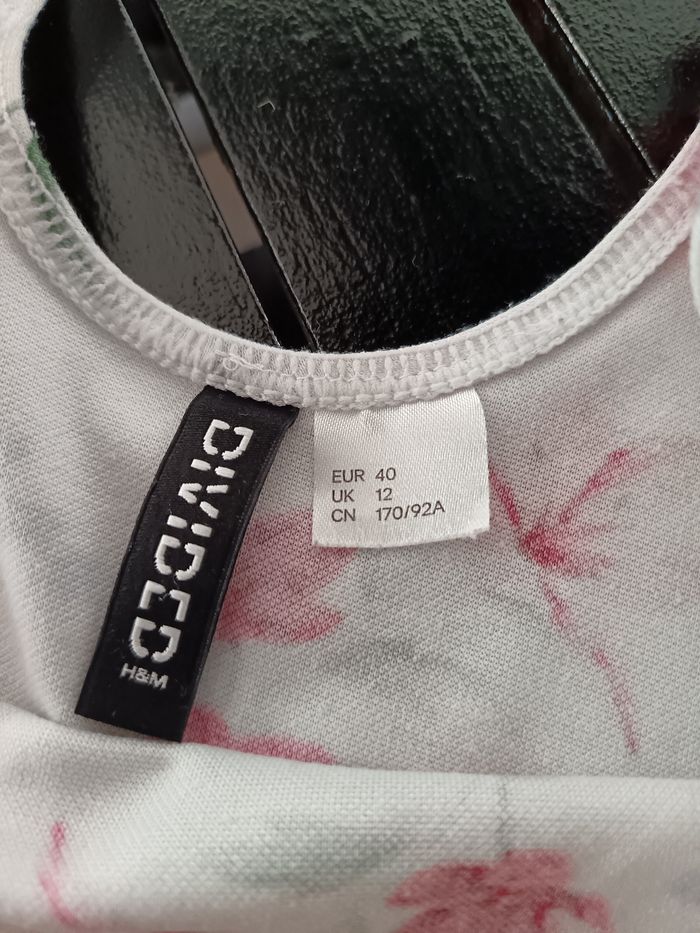 DIVIDED
H&M
EUR 40
UK 12
CN 170/92A